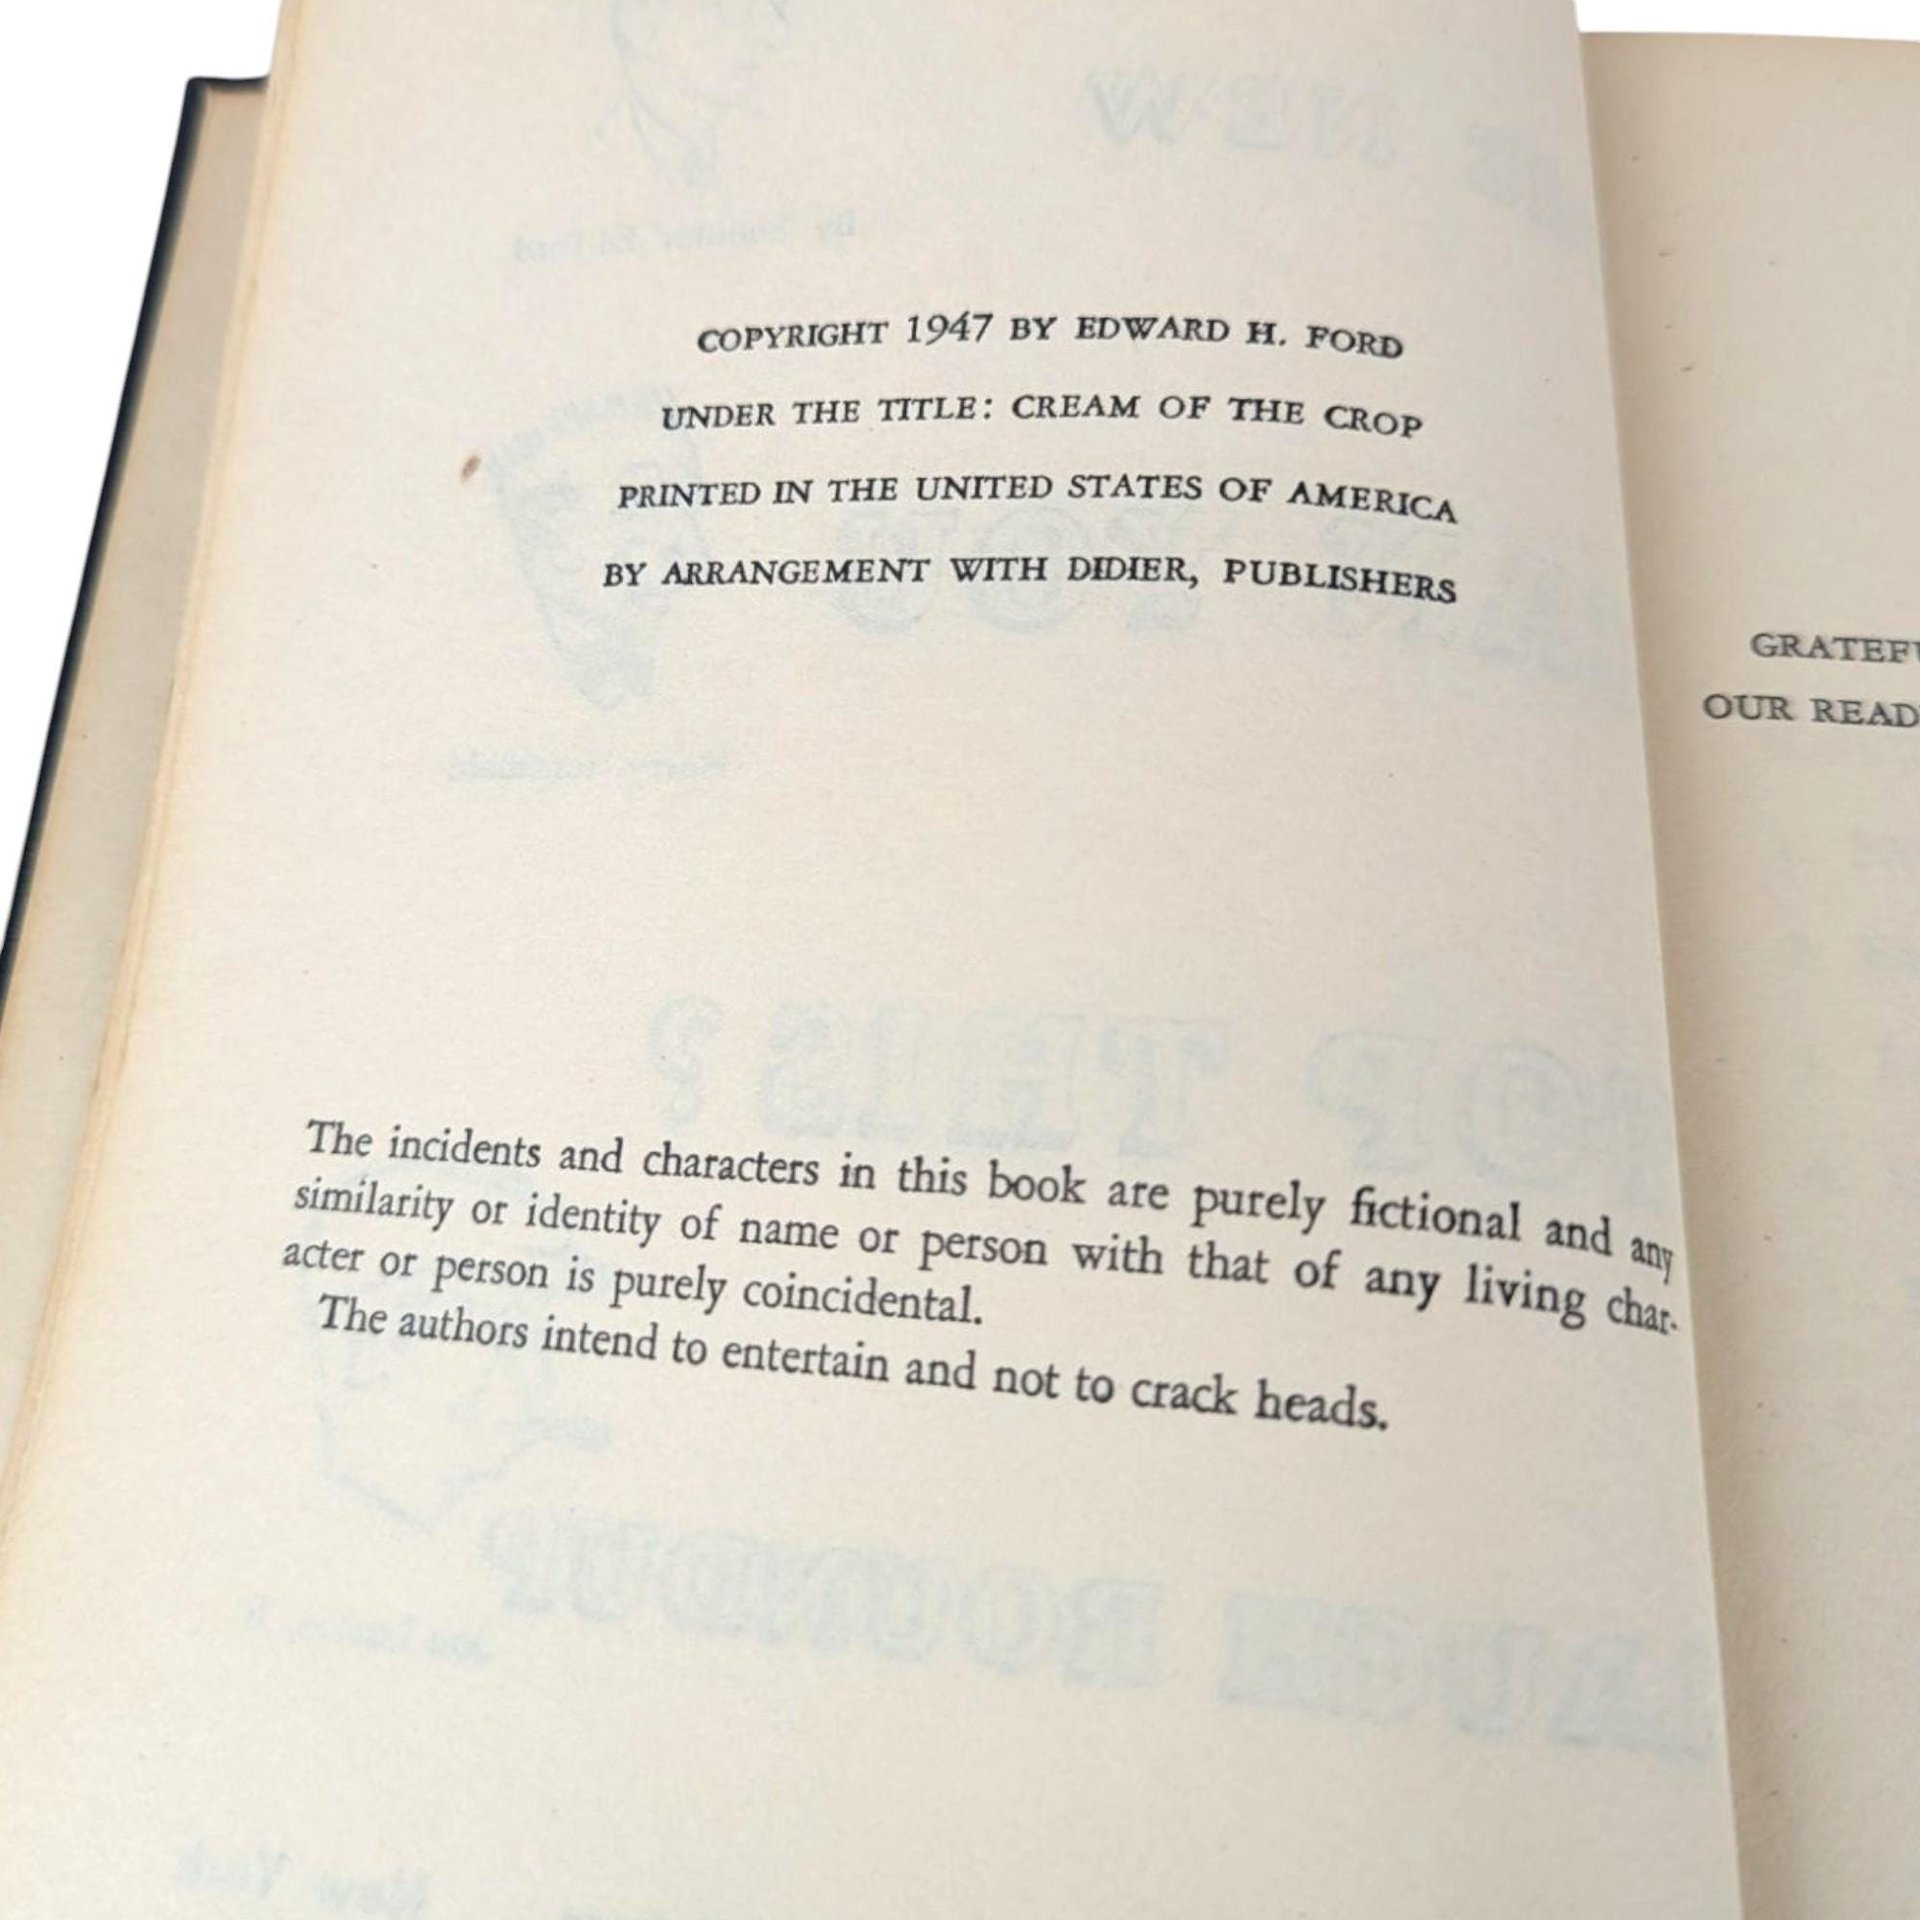 COPYRIGHT 1947 BY EDWARD H. FORD
UNDER THE TITLE: CREAM OF THE CROP
PRINTED IN THE UNITED STATES OF AMERICA
BY ARRANGEMENT WITH DIDIER, PUBLISHERS
The incidents and characters in this book are purely fictional and any
similarity or identity of name or person with that of any living char-
acter or person is purely coincidental.
The authors intend to entertain and not to crack heads.
OUR